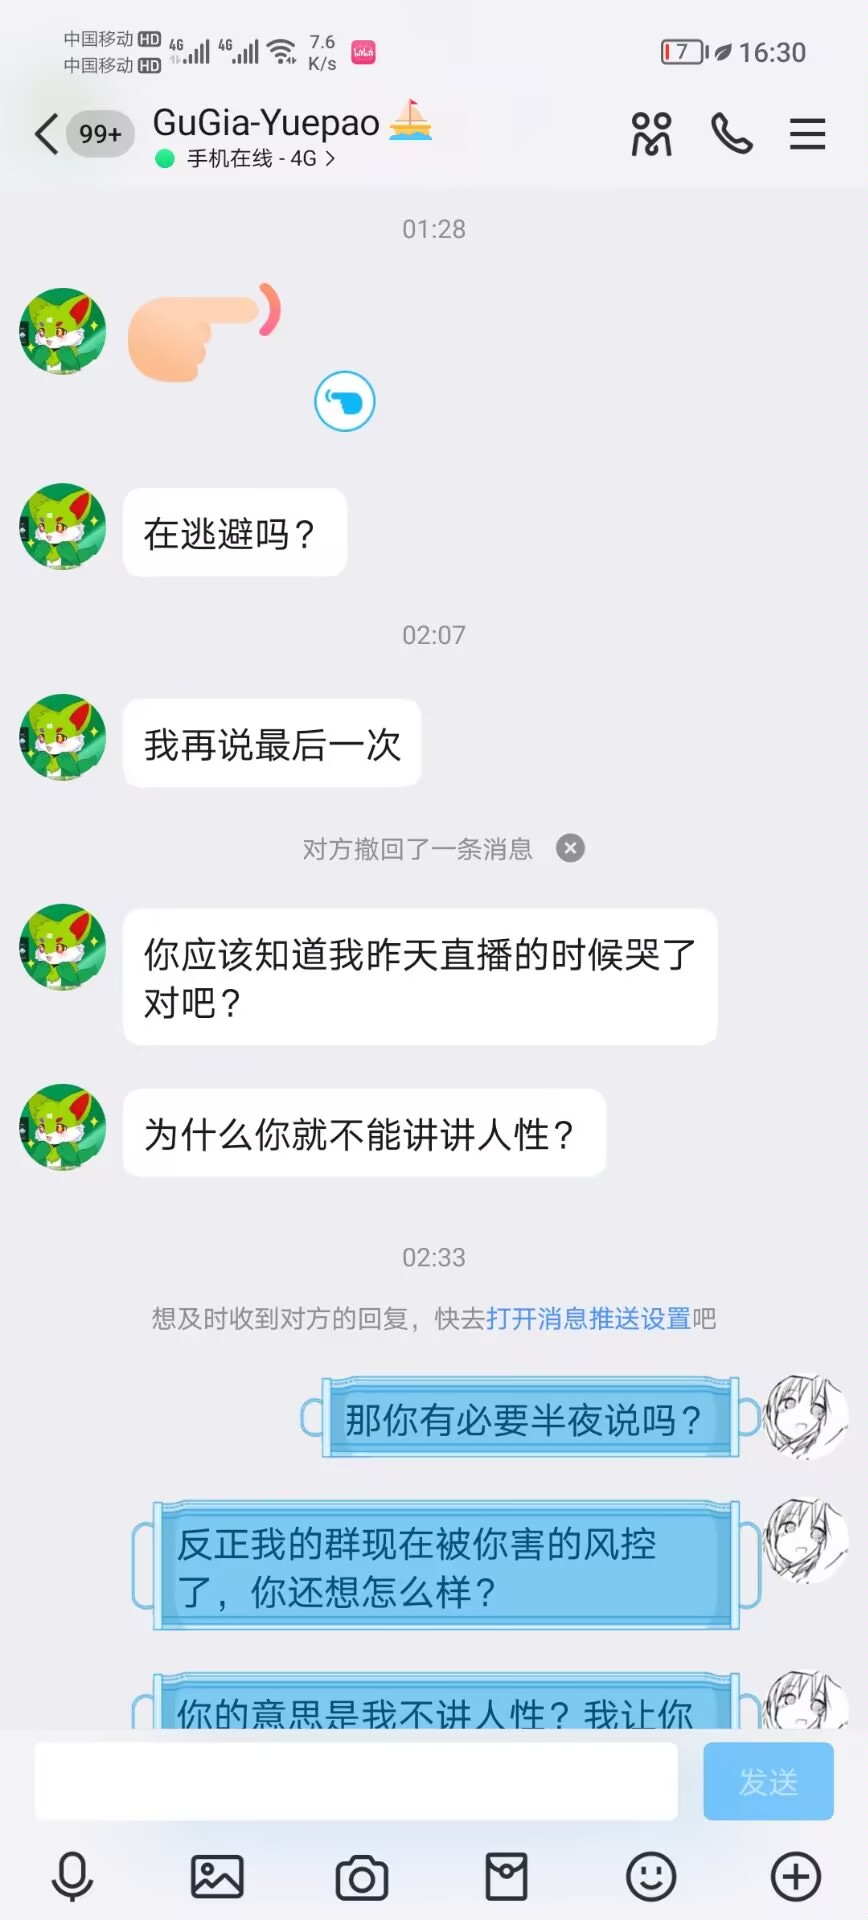 中国移动 HD 4G 4G 7.6 7 16:30
中国移动 HD K/s
99+ GuGia-Yuepao
手机在线 - 4G >
01:28
在逃避吗？
02:07
我再说最后一次
对方撤回了一条消息
你应该知道我昨天直播的时候哭了
对吧？
为什么你就不能讲讲人性？
02:33
想及时收到对方的回复，快去打开消息推送设置吧
那你有必要半夜说吗？
反正我的群现在被你害的风控
了，你还想怎么样？
你的意思是我不讲人性？我让你
发送